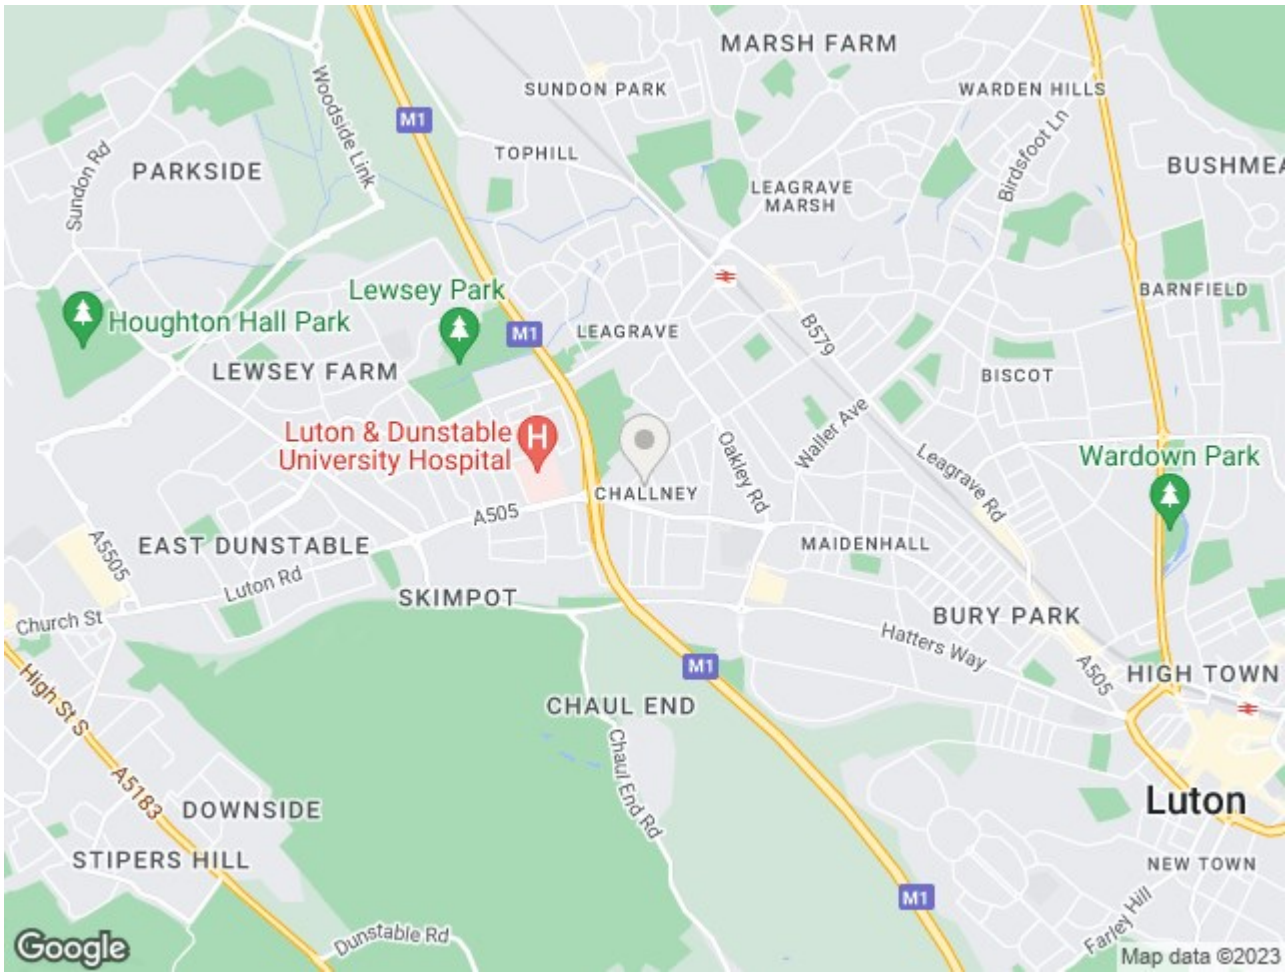 MARSH FARM
SUNDON PARK
WARDEN HILLS
M1
Woodside Link
TOPHILL
Birdsfoot Ln
Sundon Rd
PARKSIDE
BUSHMEA
LEAGRAVE
MARSH
Lewsey Park
BARNFIELD
Houghton Hall Park
M1
LEAGRAVE
B579
LEWSEY FARM
BISCOT
Luton & Dunstable
University Hospital
H
Oakley Rd
Waller Ave
Leagrave Rd
Wardown Park
CHALLNEY
A505
A5505
EAST DUNSTABLE
MAIDENHALL
Luton Rd
SKIMPOT
Church St
BURY PARK
Hatters Way
M1
A505
HIGH TOWN
High St S
CHAUL END
Chaul End Rd
A5183
DOWNSIDE
Luton
STIPERS HILL
NEW TOWN
M1
Farley Hill
Dunstable Rd
Google
Map data ©2023